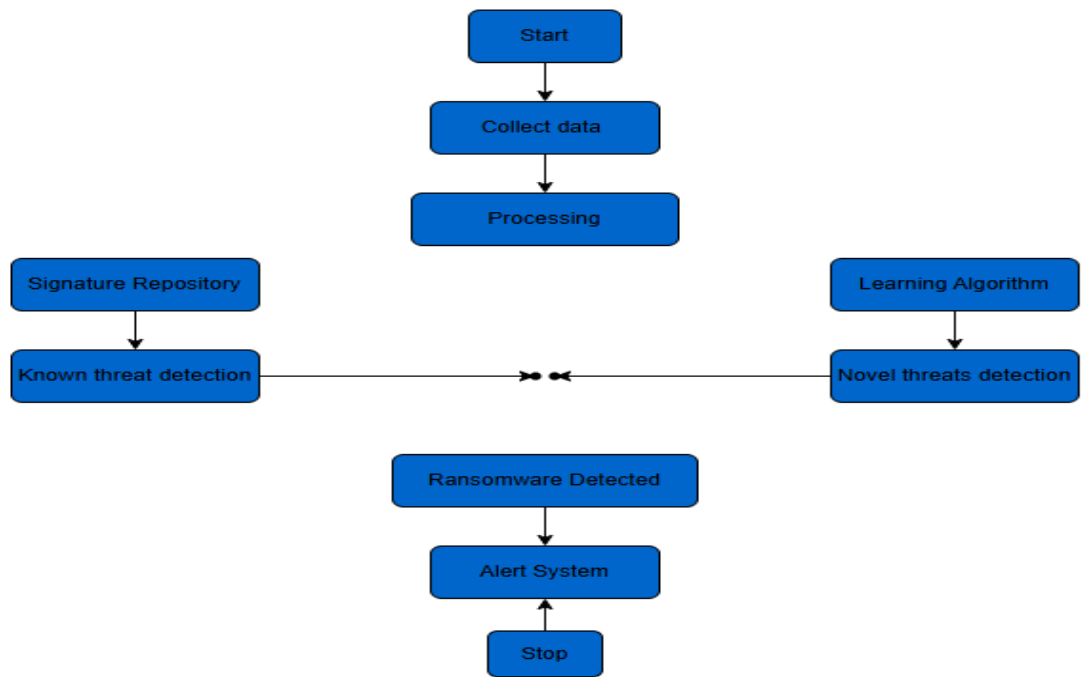 Start
Collect data
Processing
Signature Repository
Learning Algorithm
Known threat detection
Novel threats detection
Ransomware Detected
Alert System
Stop